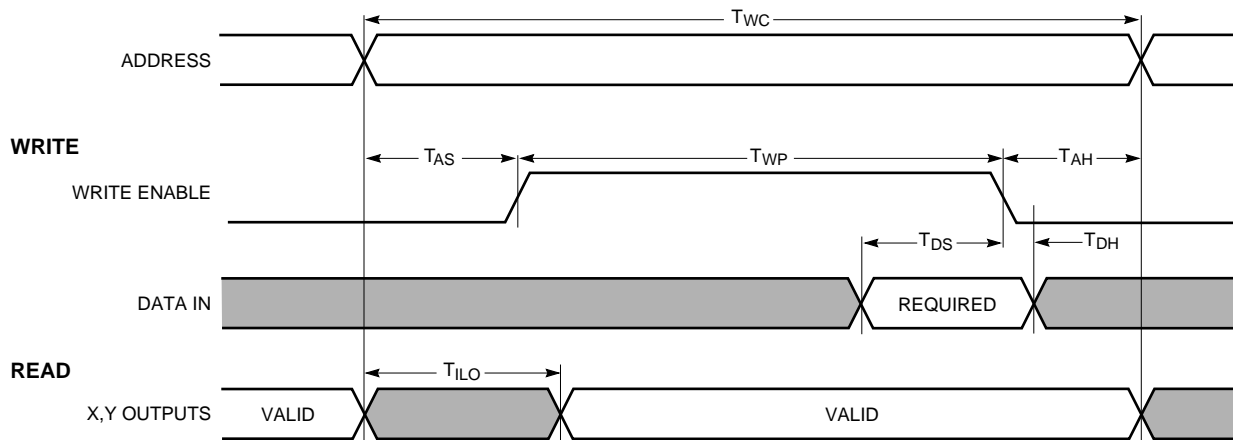 TWC
ADDRESS
WRITE
TAS TWP TAH
WRITE ENABLE
TDS TDH
DATA IN REQUIRED
READ
TILO
X,Y OUTPUTS VALID VALID